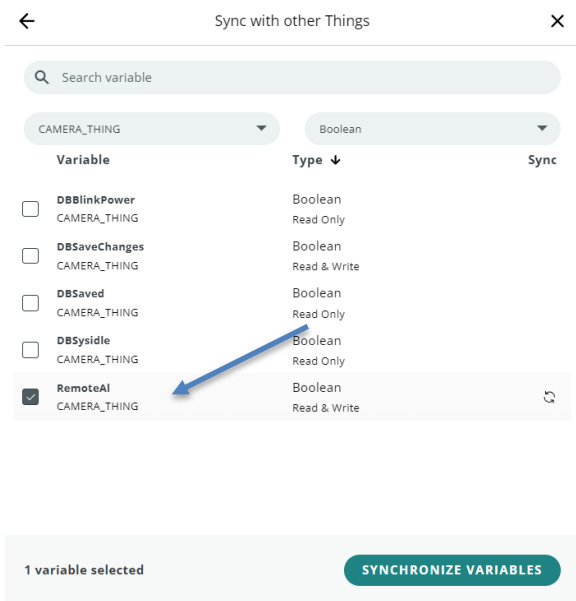 Sync with other Things
Search variable
CAMERA_THING Boolean
Variable Type Sync
DBBlinkPower Boolean
CAMERA_THING Read Only
DBSaveChanges Boolean
CAMERA_THING Read & Write
DBSaved Boolean
CAMERA_THING Read Only
DBSysidle Boolean
CAMERA_THING Read Only
RemoteAl Boolean
CAMERA_THING Read & Write
1 variable selected SYNCHRONIZE VARIABLES